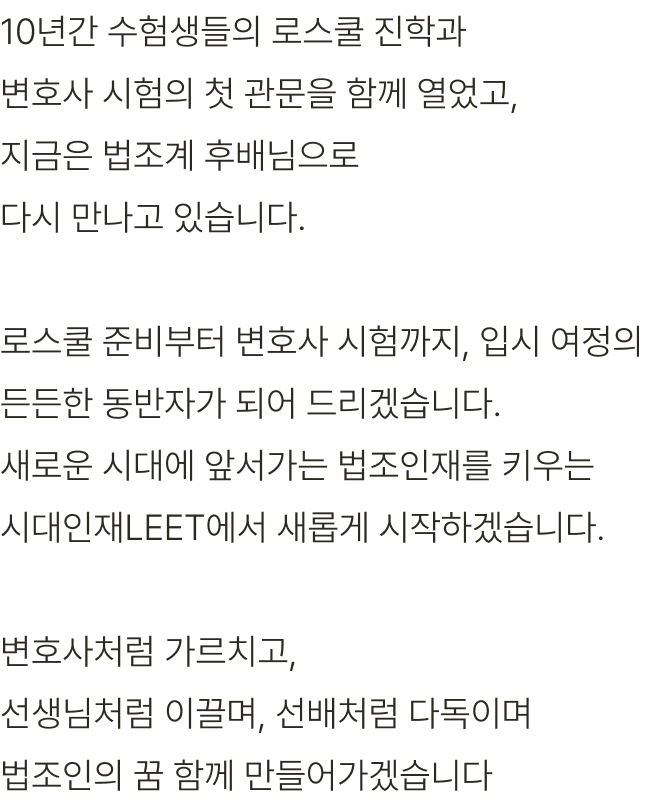 10년간 수험생들의 로스쿨 진학과
변호사 시험의 첫 관문을 함께 열었고,
지금은 법조계 후배님으로
다시 만나고 있습니다.
로스쿨 준비부터 변호사 시험까지, 입시 여정의
든든한 동반자가 되어 드리겠습니다.
새로운 시대에 앞서가는 법조인재를 키우는
시대인재LEET에서 새롭게 시작하겠습니다.
변호사처럼 가르치고,
선생님처럼 이끌며, 선배처럼 다독이며
법조인의 꿈 함께 만들어가겠습니다